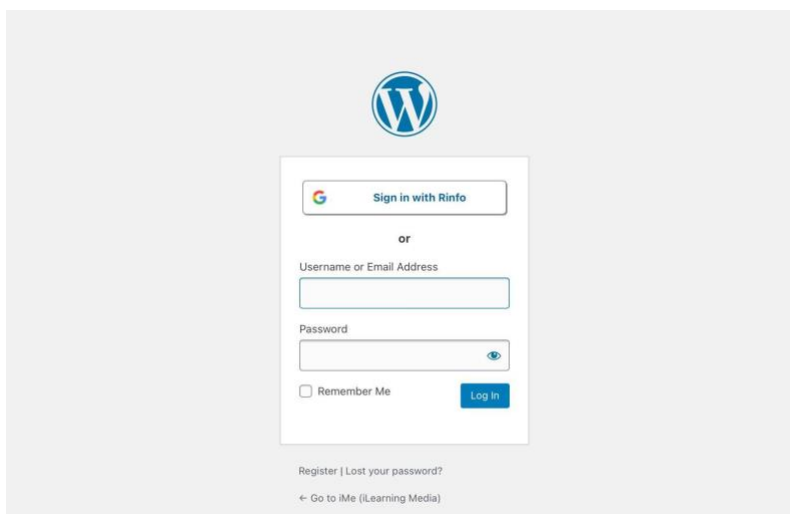 Sign in with Rinfo
or
Username or Email Address
Password
Remember Me
Log In
Register | Lost your password?
← Go to iMe (iLearning Media)